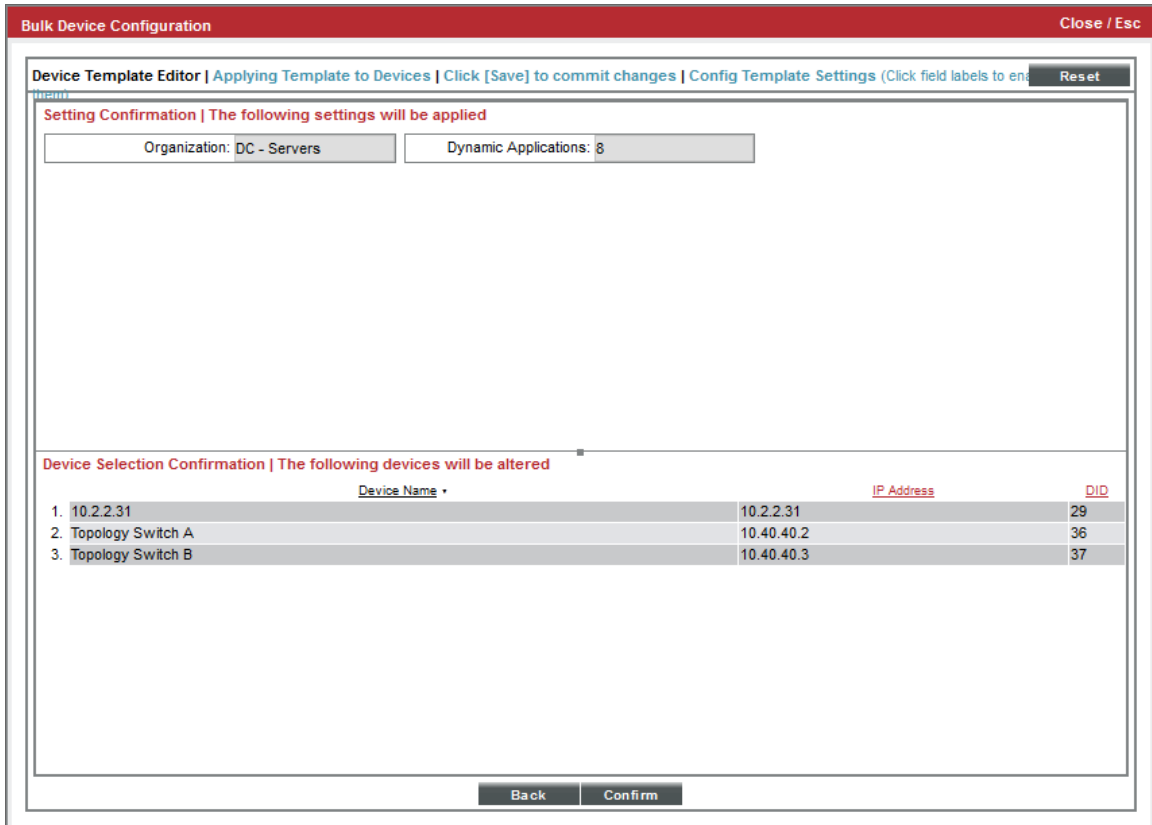 Bulk Device Configuration Close / Esc
Device Template Editor | Applying Template to Devices | Click [Save] to commit changes | Config Template Settings (Click field labels to ena Reset
them)
Setting Confirmation | The following settings will be applied
Organization: DC - Servers Dynamic Applications: 8
Device Selection Confirmation | The following devices will be altered
Device Name IP Address DID
1. 10.2.2.31 10.2.2.31 29
2. Topology Switch A 10.40.40.2 36
3. Topology Switch B 10.40.40.3 37
Back Confirm